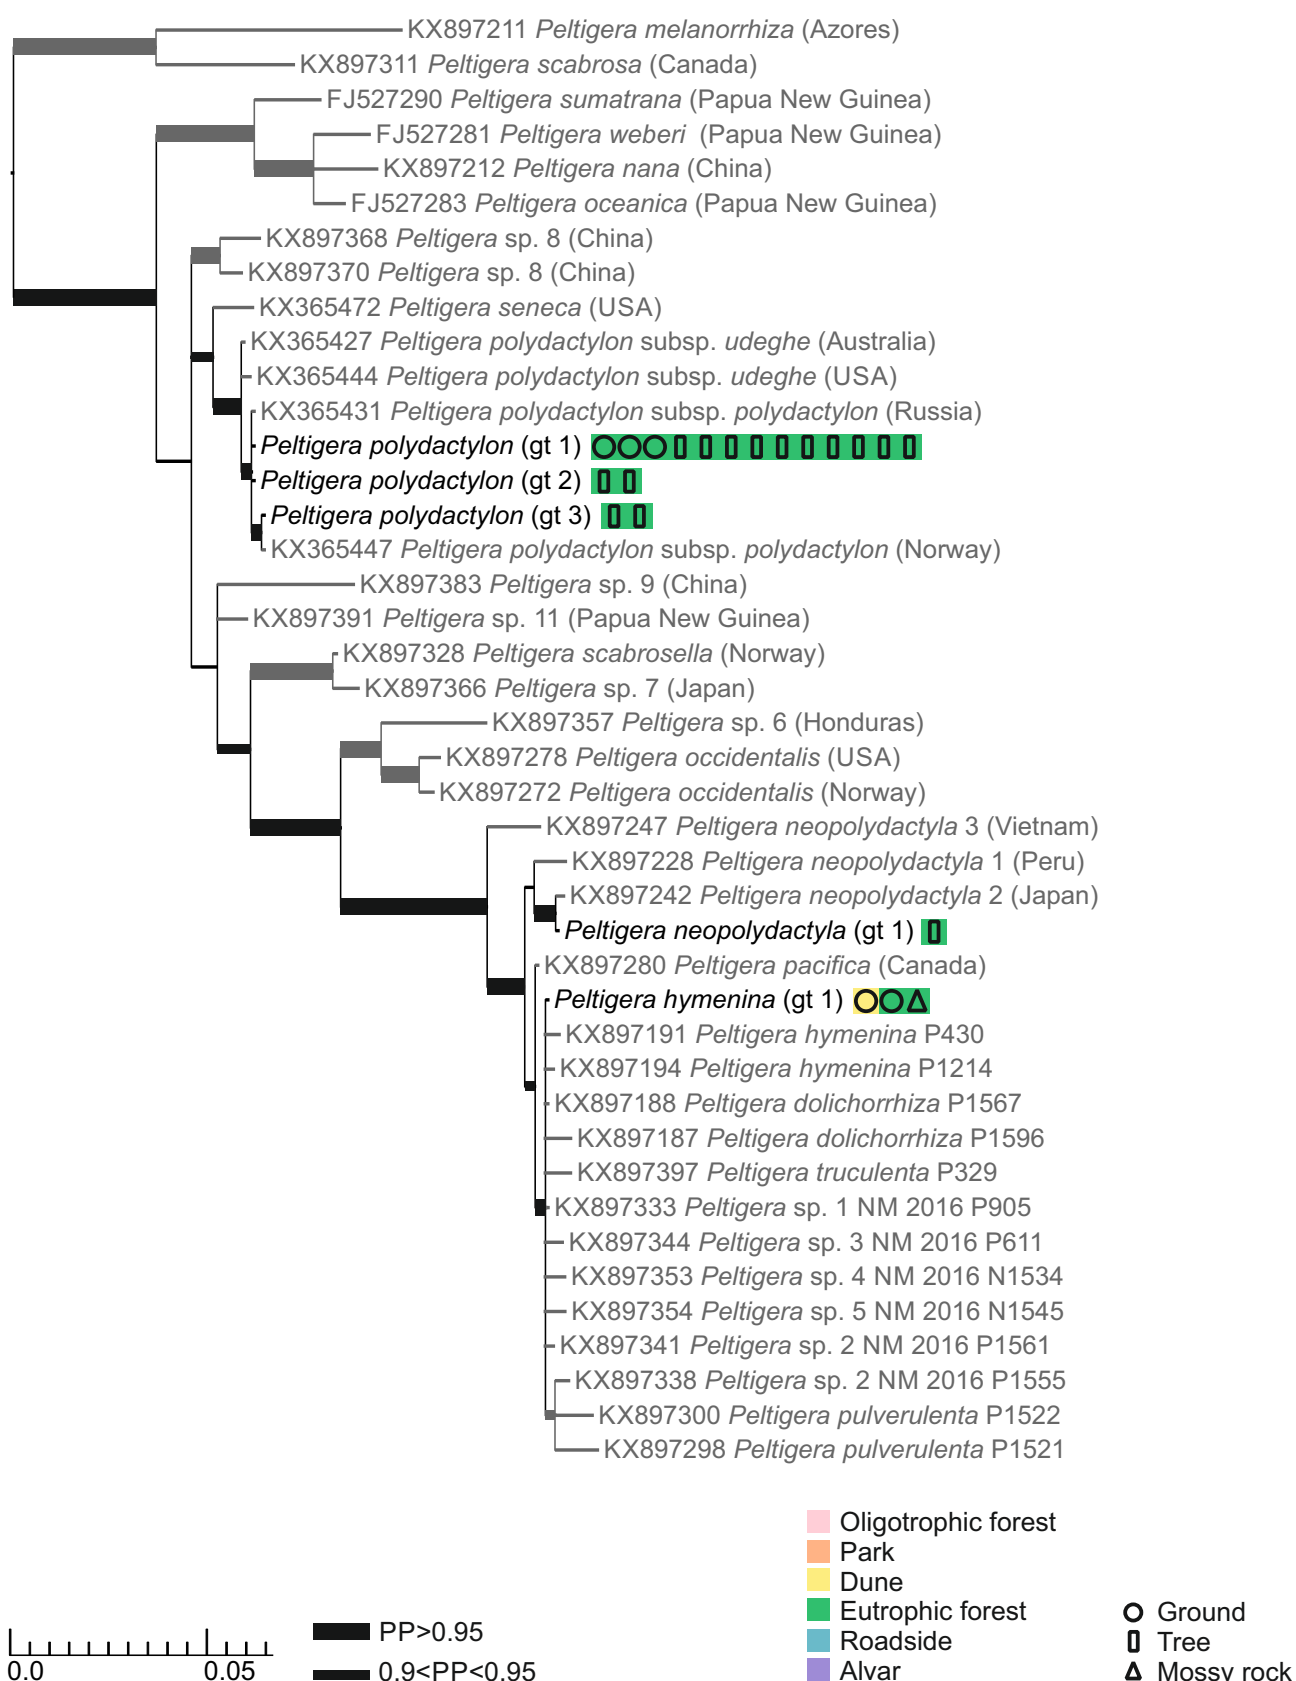 KX897211 Peltigera melanorrhiza (Azores)
KX897311 Peltigera scabrosa (Canada)
FJ527290 Peltigera sumatrana (Papua New Guinea)
FJ527281 Peltigera weberi (Papua New Guinea)
KX897212 Peltigera nana (China)
FJ527283 Peltigera oceanica (Papua New Guinea)
KX897368 Peltigera sp. 8 (China)
KX897370 Peltigera sp. 8 (China)
KX365472 Peltigera seneca (USA)
KX365427 Peltigera polydactylon subsp. udeghe (Australia)
KX365444 Peltigera polydactylon subsp. udeghe (USA)
KX365431 Peltigera polydactylon subsp. polydactylon (Russia)
Peltigera polydactylon (gt 1)
Peltigera polydactylon (gt 2)
Peltigera polydactylon (gt 3)
KX365447 Peltigera polydactylon subsp. polydactylon (Norway)
KX897383 Peltigera sp. 9 (China)
KX897391 Peltigera sp. 11 (Papua New Guinea)
KX897328 Peltigera scabrosella (Norway)
KX897366 Peltigera sp. 7 (Japan)
KX897357 Peltigera sp. 6 (Honduras)
KX897278 Peltigera occidentalis (USA)
KX897272 Peltigera occidentalis (Norway)
KX897247 Peltigera neopolydactyla 3 (Vietnam)
KX897228 Peltigera neopolydactyla 1 (Peru)
KX897242 Peltigera neopolydactyla 2 (Japan)
Peltigera neopolydactyla (gt 1)
KX897280 Peltigera pacifica (Canada)
Peltigera hymenina (gt 1)
KX897191 Peltigera hymenina P430
KX897194 Peltigera hymenina P1214
KX897188 Peltigera dolichorrhiza P1567
KX897187 Peltigera dolichorrhiza P1596
KX897397 Peltigera truculenta P329
KX897333 Peltigera sp. 1 NM 2016 P905
KX897344 Peltigera sp. 3 NM 2016 P611
KX897353 Peltigera sp. 4 NM 2016 N1534
KX897354 Peltigera sp. 5 NM 2016 N1545
KX897341 Peltigera sp. 2 NM 2016 P1561
KX897338 Peltigera sp. 2 NM 2016 P1555
KX897300 Peltigera pulverulenta P1522
KX897298 Peltigera pulverulenta P1521
Oligotrophic forest
Park
Dune
Eutrophic forest
Roadside
Alvar
Ground
Tree
Mossy rock
PP>0.95
0.9<PP<0.95
0.0 0.05